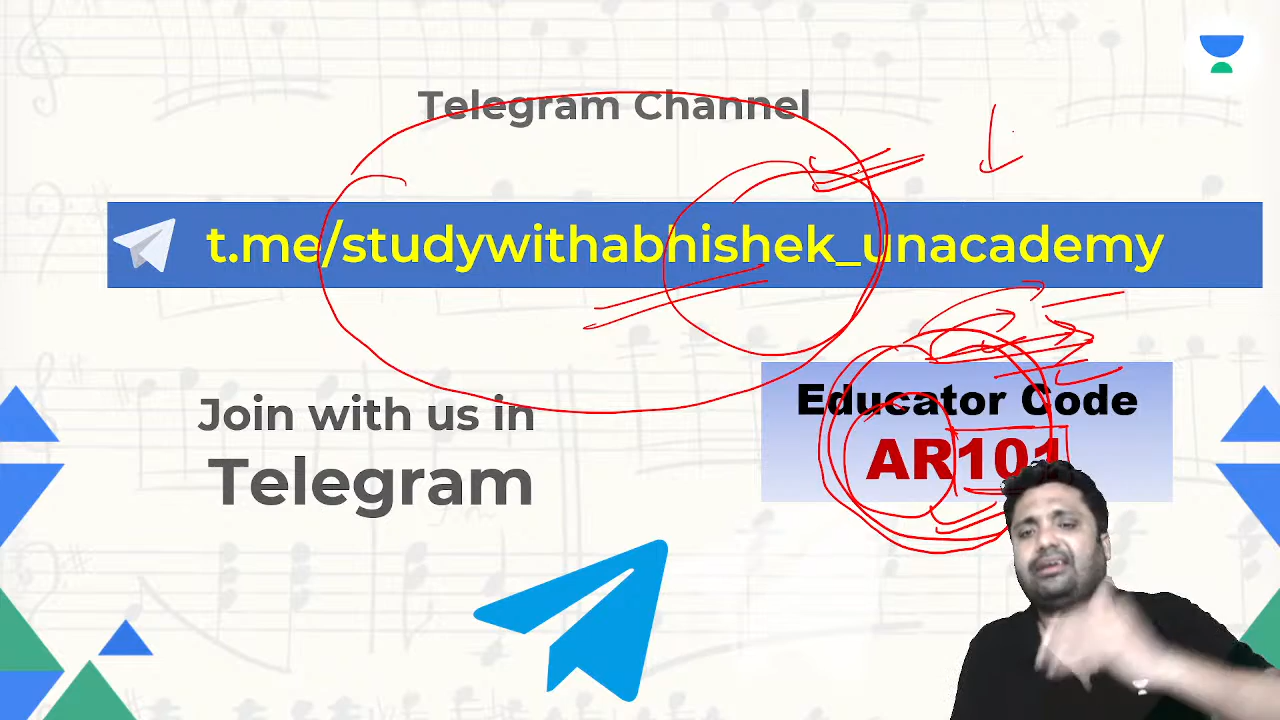 Telegram Channel
t.me/studywithabhishek_unacademy
Join with us in
Telegram
Educator Code
AR101